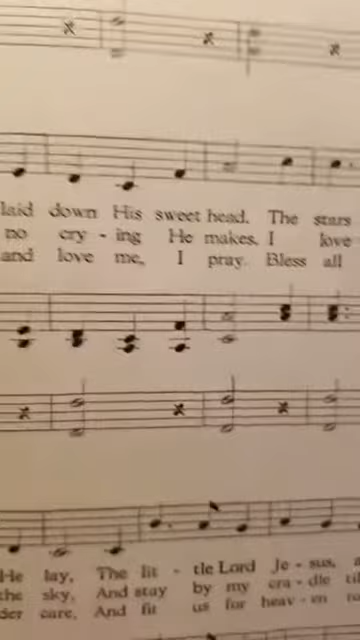 laid down His sweet head. The stars
no cry - ing He makes. I love
and love me, I pray. Bless all
He lay, The lit - tle Lord Je - sus,
the sky, And stay by my cra - dle
der care, And fit us for heav - en